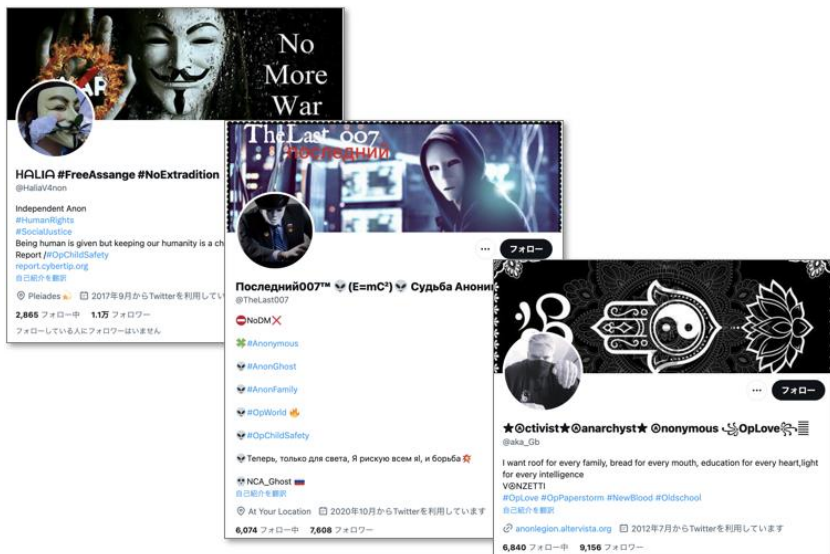 No
More
War
WAR
HALIA #FreeAssange #NoExtradition
@HaliaV4non
Independent Anon
#HumanRights
#SocialJustice
Being human is given but keeping our humanity is a ch
Report /#OpChildSafety
report.cybertip.org
自己紹介を翻訳
Pleiades 💫 2017年9月からTwitterを利用してい
2,865 フォロー中 1.1万 フォロワー
フォローしている人にフォロワーはいません
TheLast_007
последний
… フォロー
Последний007™ 👽 (E=mC²) 👽 Судьба Анони
@TheLast007
⛔NoDM❌
🍀#Anonymous
👽#AnonGhost
👽#AnonFamily
👽#OpWorld 🔥
👽#OpChildSafety
👽Теперь, только для света, Я рискую всем яl, и борьба💥
💀NCA_Ghost 🇷🇺
自己紹介を翻訳
At Your Location 2020年10月からTwitterを利用しています
6,074 フォロー中 7,608 フォロワー
ॐ
… フォロー
★Ⓐctivist★Ⓐanarchyst★ Ⓐnonymous ꧁OpLove꧂
@aka_Gb
I want roof for every family, bread for every mouth, education for every heart,light
for every intelligence
VⒶNZETTI
#OpLove #OpPaperstorm #NewBlood #Oldschool
自己紹介を翻訳
anonlegion.altervista.org 2012年7月からTwitterを利用しています
6,840 フォロー中 9,156 フォロワー